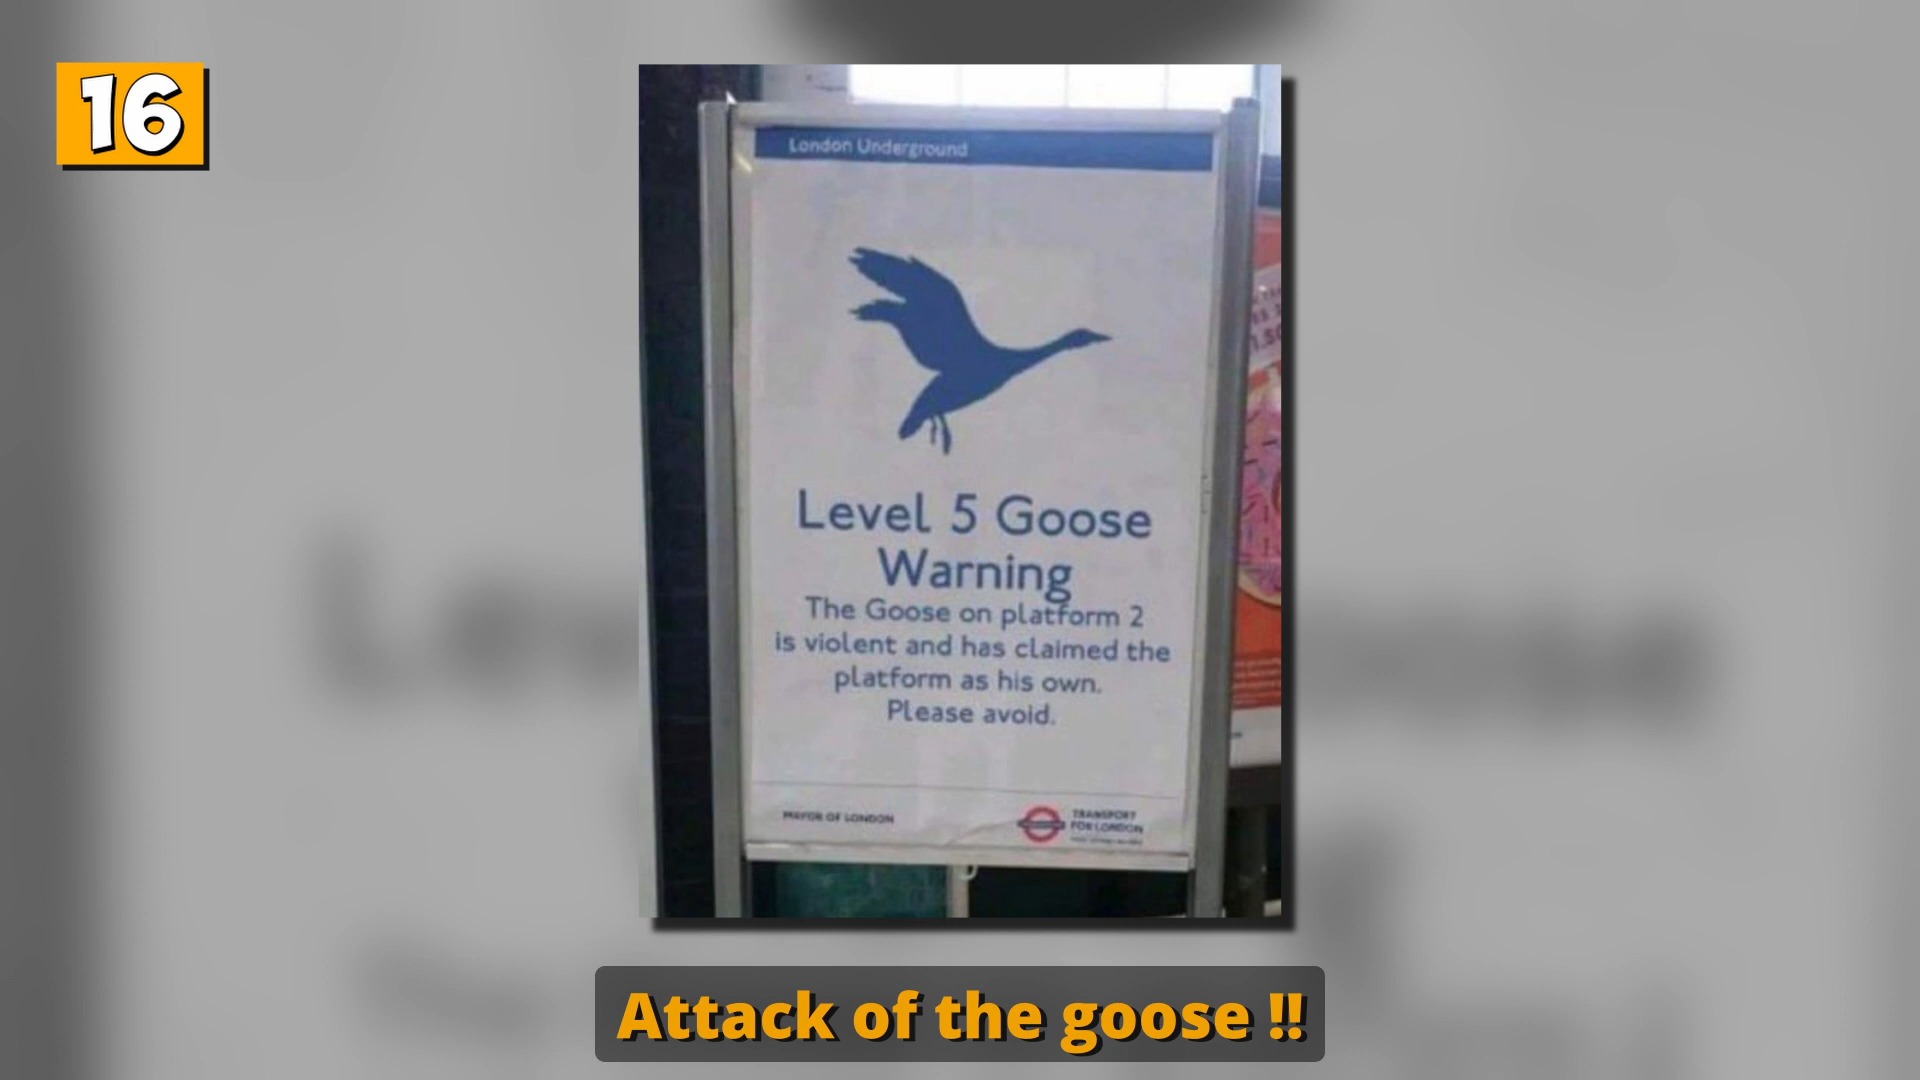 16
London Underground
Level 5 Goose
Warning
The Goose on platform 2
is violent and has claimed the
platform as his own.
Please avoid.
MAYOR OF LONDON
TRANSPORT
FOR LONDON
Attack of the goose !!